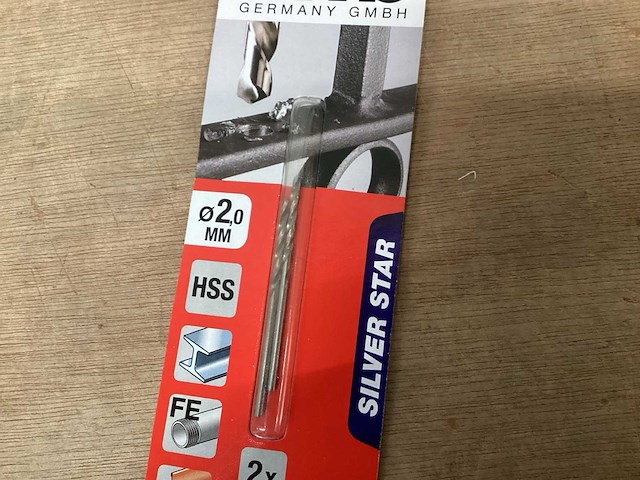 GERMANY GMBH
ø2,0
MM
HSS
FE
2x
SILVER STAR